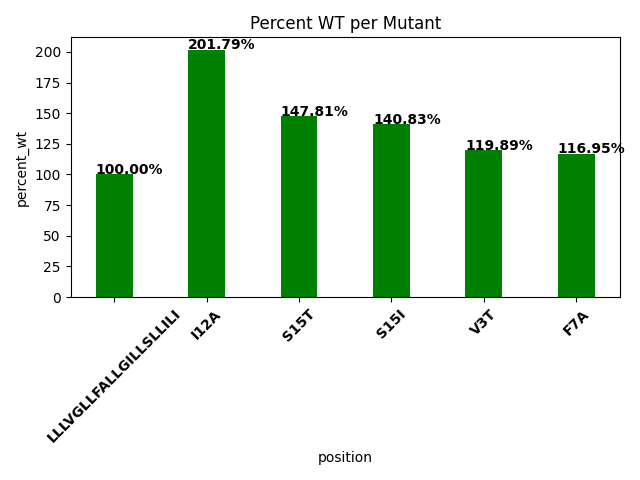 Percent WT per Mutant
percent_wt
200
175
150
125
100
75
50
25
0
100.00%
201.79%
147.81%
140.83%
119.89%
116.95%
LLLVGLLFALLGILLSLLILI
I12A
S15T
S15I
V3T
F7A
position